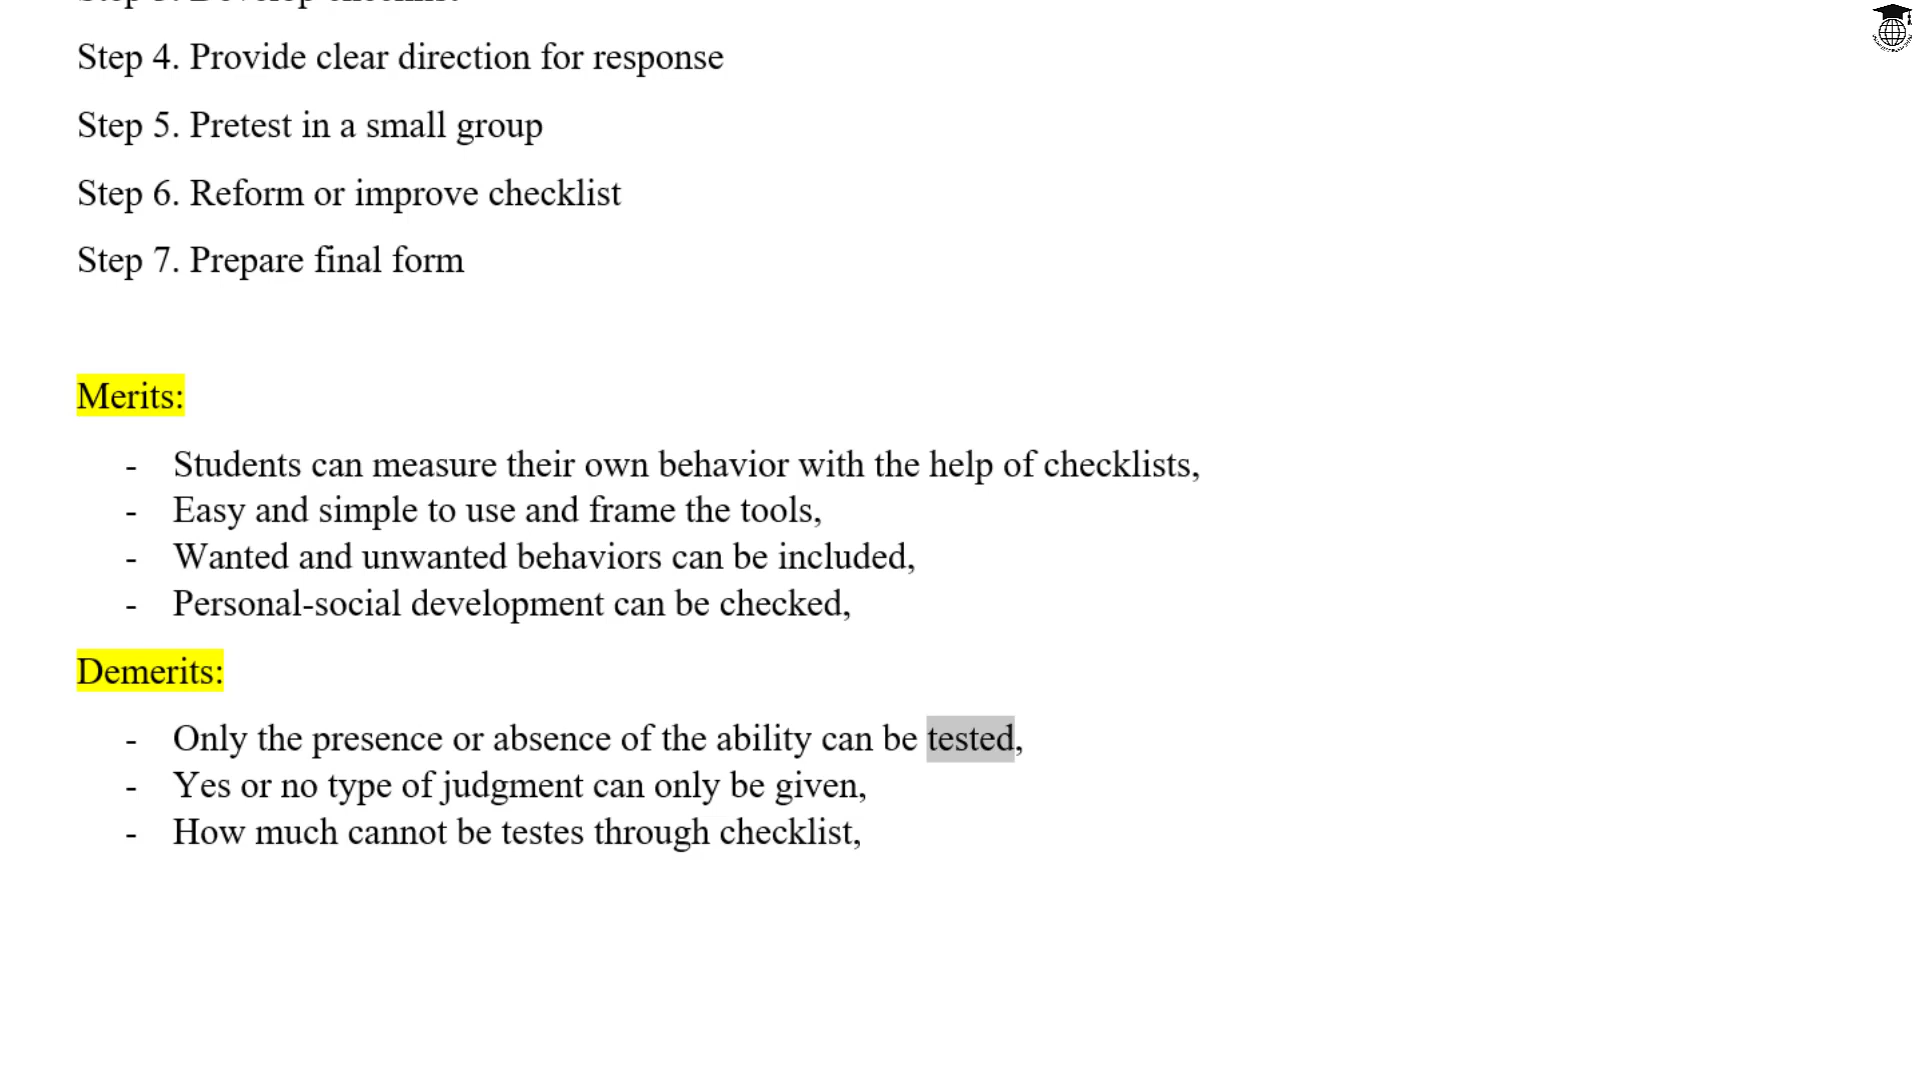 Step 3. Develop checklist
Step 4. Provide clear direction for response
Step 5. Pretest in a small group
Step 6. Reform or improve checklist
Step 7. Prepare final form
Merits:
- Students can measure their own behavior with the help of checklists,
- Easy and simple to use and frame the tools,
- Wanted and unwanted behaviors can be included,
- Personal-social development can be checked,
Demerits:
- Only the presence or absence of the ability can be tested,
- Yes or no type of judgment can only be given,
- How much cannot be testes through checklist,